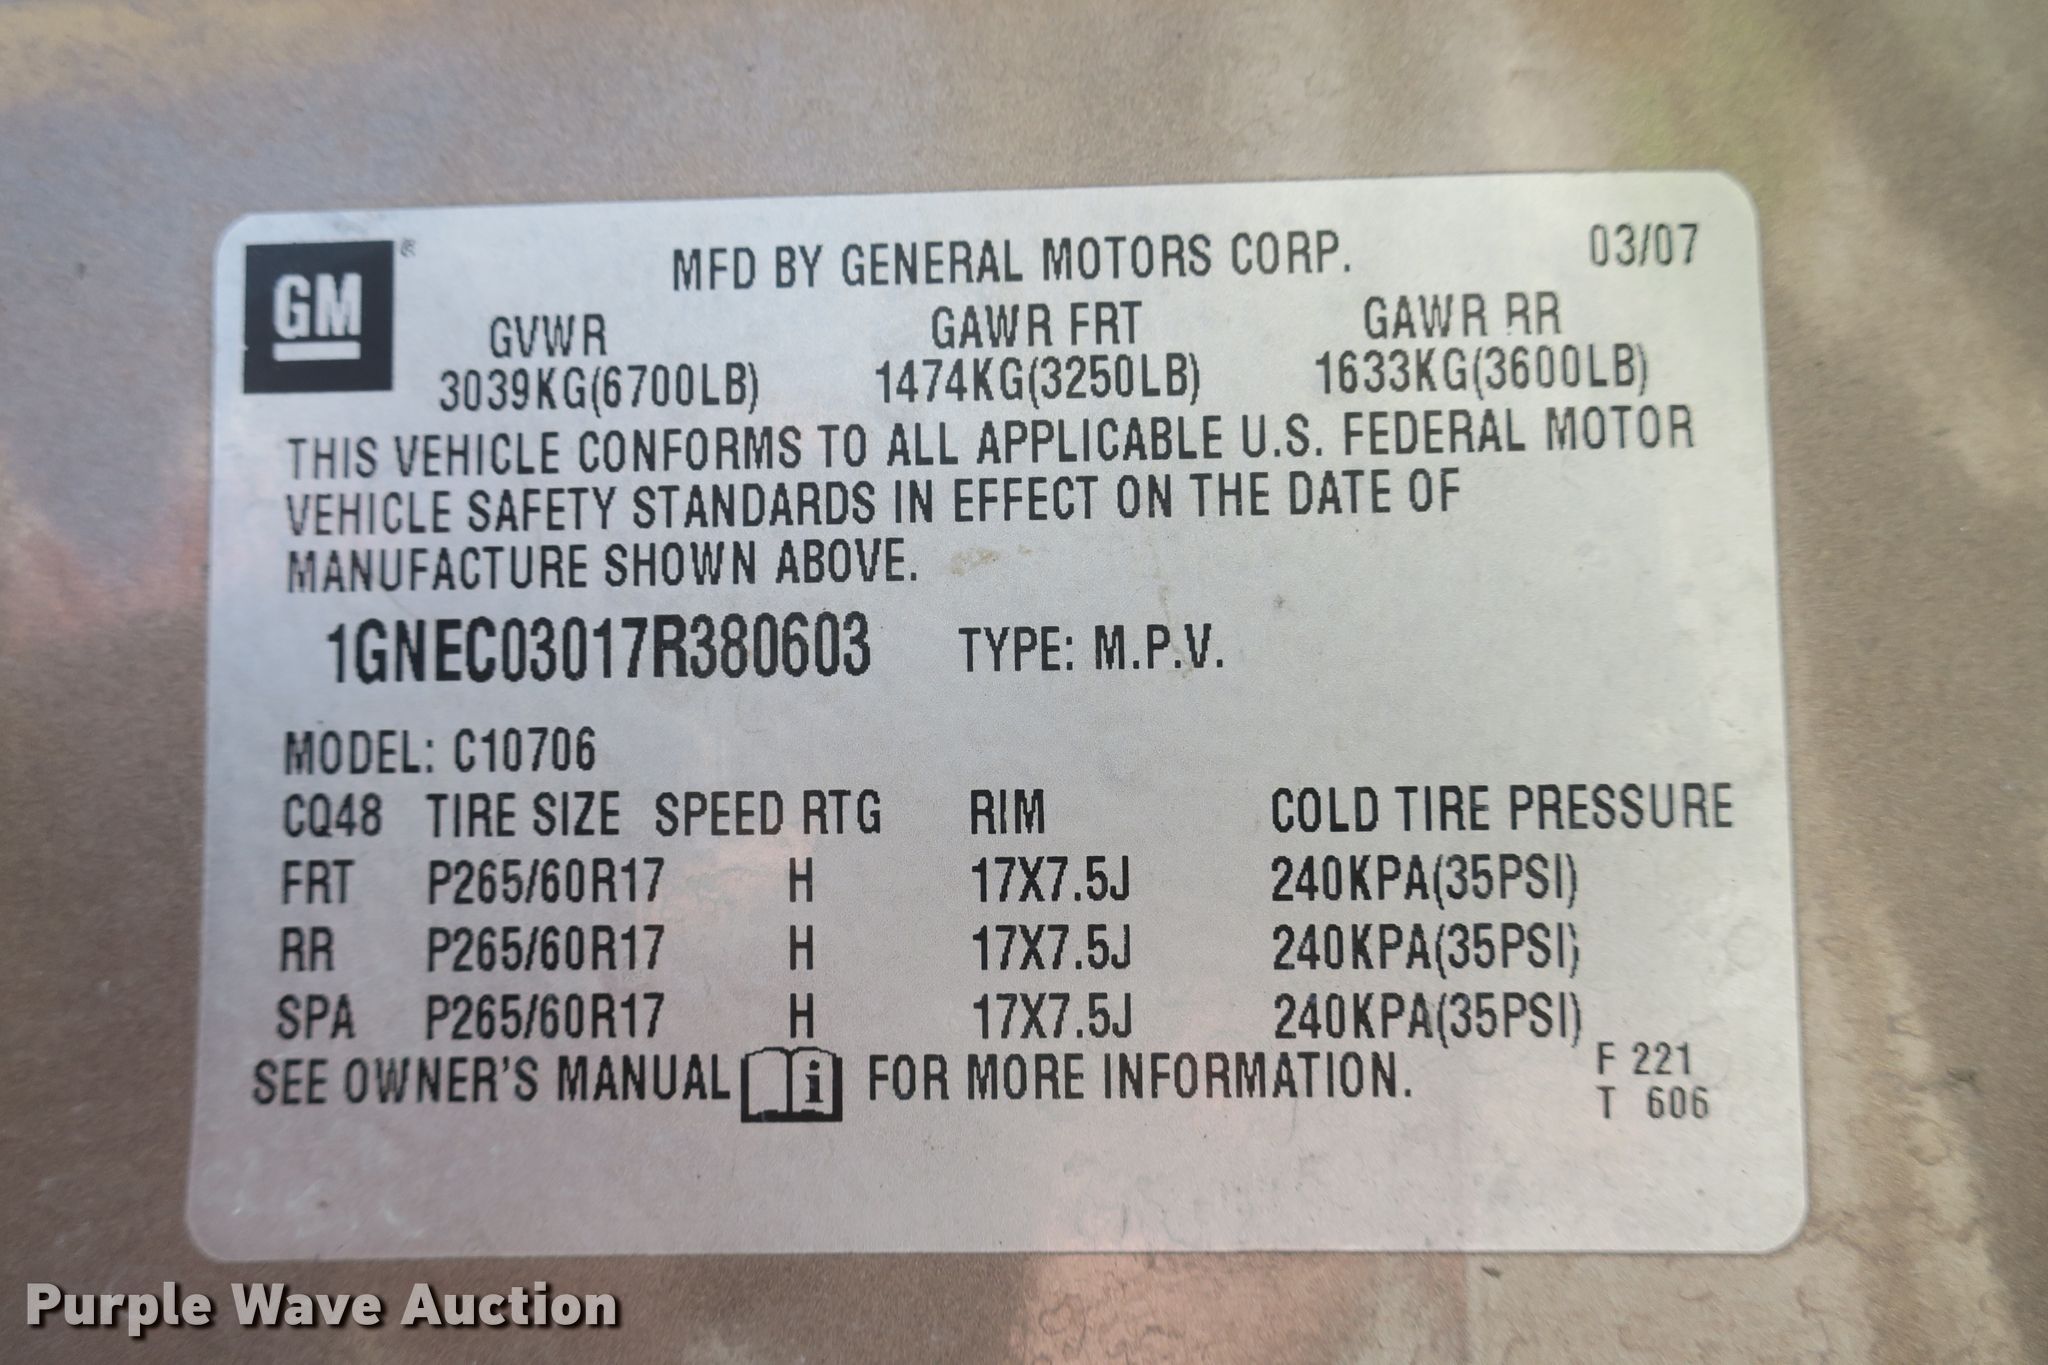 GM ®
MFD BY GENERAL MOTORS CORP. 03/07
GVWR GAWR FRT GAWR RR
3039KG(6700LB) 1474KG(3250LB) 1633KG(3600LB)
THIS VEHICLE CONFORMS TO ALL APPLICABLE U.S. FEDERAL MOTOR
VEHICLE SAFETY STANDARDS IN EFFECT ON THE DATE OF
MANUFACTURE SHOWN ABOVE.
1GNEC03017R380603 TYPE: M.P.V.
MODEL: C10706
CQ48 TIRE SIZE SPEED RTG RIM COLD TIRE PRESSURE
FRT P265/60R17 H 17X7.5J 240KPA(35PSI)
RR P265/60R17 H 17X7.5J 240KPA(35PSI)
SPA P265/60R17 H 17X7.5J 240KPA(35PSI)
SEE OWNER'S MANUAL i FOR MORE INFORMATION.
F 221
T 606
Purple Wave Auction